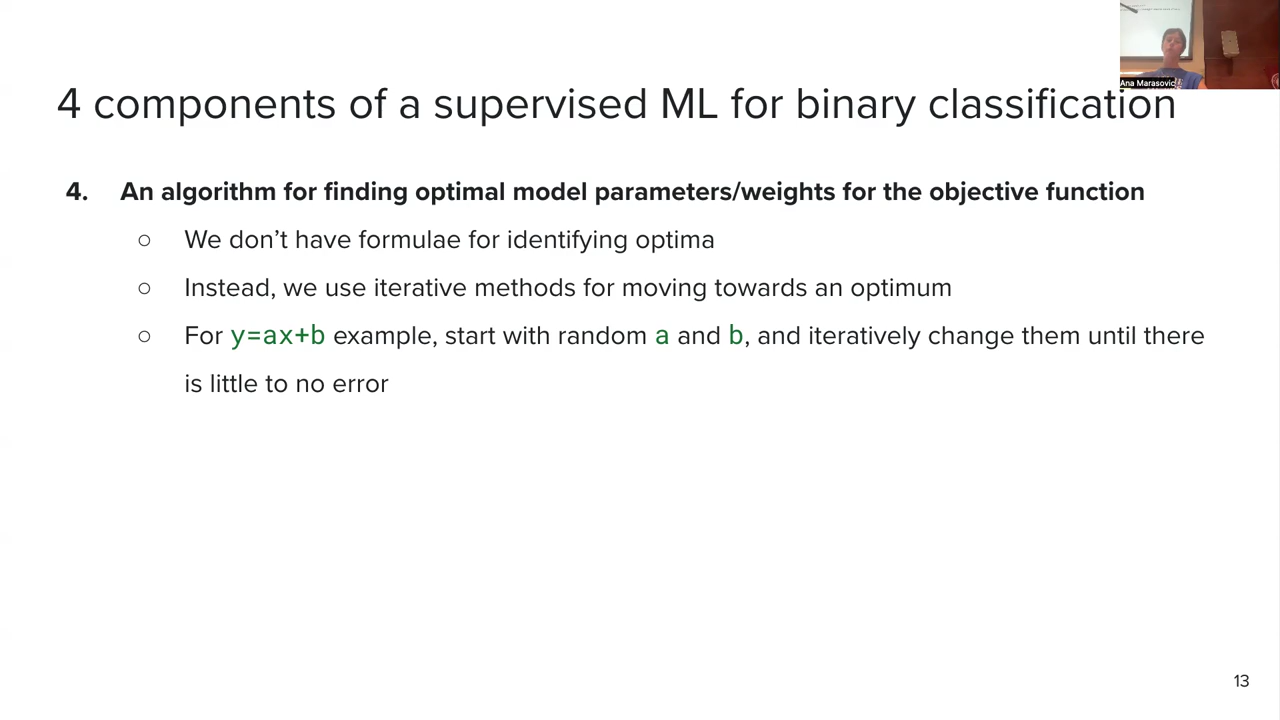 Ana Marasovic
4 components of a supervised ML for binary classification
4. An algorithm for finding optimal model parameters/weights for the objective function
○ We don’t have formulae for identifying optima
○ Instead, we use iterative methods for moving towards an optimum
○ For y=ax+b example, start with random a and b, and iteratively change them until there
is little to no error
13